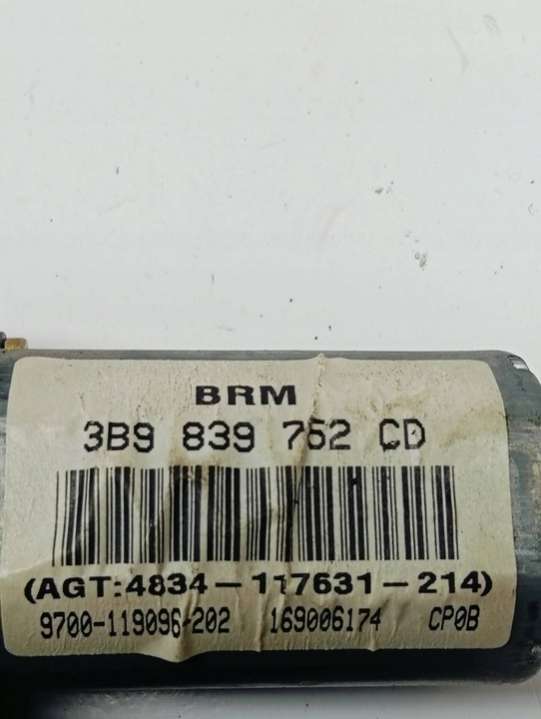 BRM
3B9 839 752 CD
(AGT:4834-117631-214)
9700-119096-202 169006174 CP0B